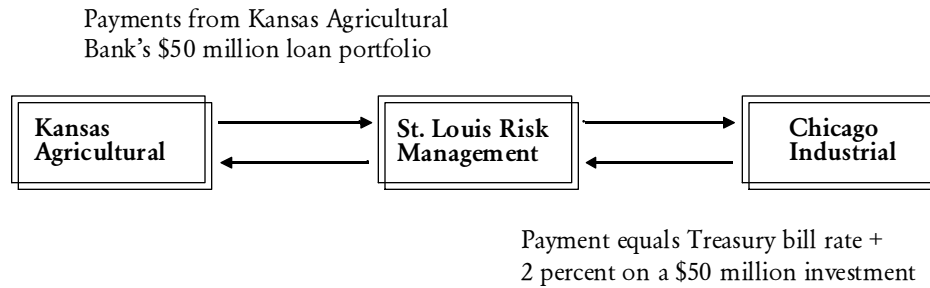 Payments from Kansas Agricultural
Bank's $50 million loan portfolio
Kansas
Agricultural
St. Louis Risk
Management
Chicago
Industrial
Payment equals Treasury bill rate +
2 percent on a $50 million investment